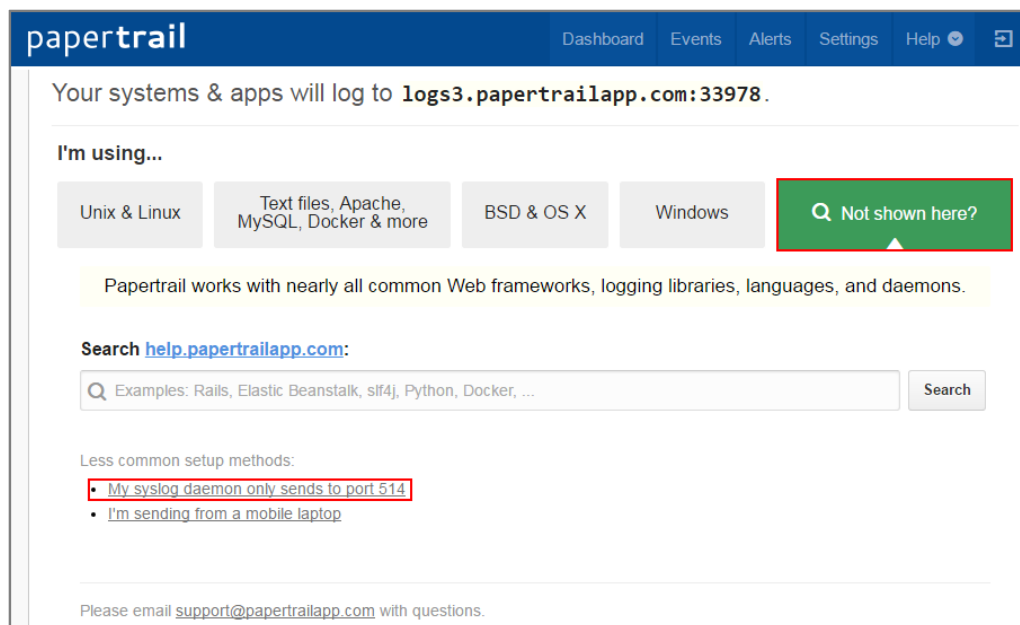 papertrail
Dashboard Events Alerts Settings Help
Your systems & apps will log to logs3.papertrailapp.com:33978.
I'm using...
Unix & Linux
Text files, Apache,
MySQL, Docker & more
BSD & OS X
Windows
Not shown here?
Papertrail works with nearly all common Web frameworks, logging libraries, languages, and daemons.
Search help.papertrailapp.com:
Examples: Rails, Elastic Beanstalk, slf4j, Python, Docker, ...
Search
Less common setup methods:
• My syslog daemon only sends to port 514
• I'm sending from a mobile laptop
Please email support@papertrailapp.com with questions.